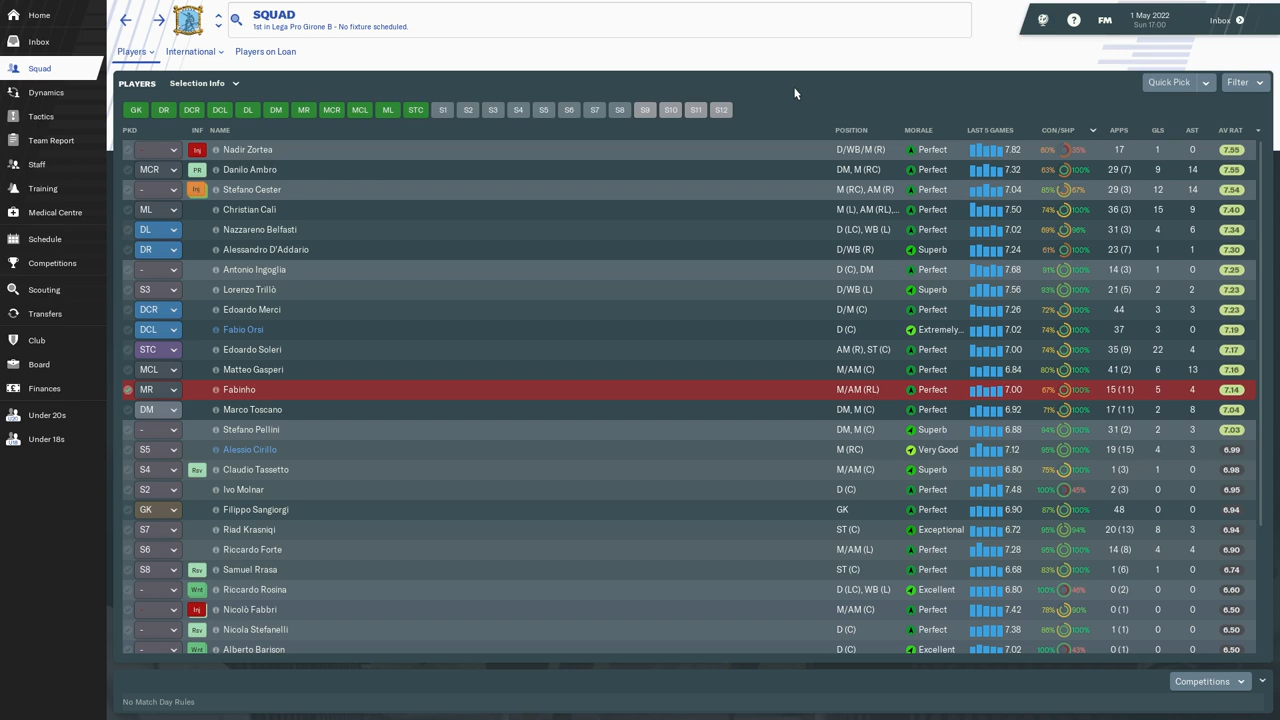 Home
Inbox
Squad
Dynamics
Tactics
Team Report
Staff
Training
Medical Centre
Schedule
Competitions
Scouting
Transfers
Club
Board
Finances
Under 20s
Under 18s
SQUAD
1st in Lega Pro Girone B - No fixture scheduled.
FM 1 May 2022 Sun 17:00 Inbox
Players International Players on Loan
PLAYERS Selection Info Quick Pick Filter
GK DR DCR DCL DL DM MR MCR MCL ML STC S1 S2 S3 S4 S5 S6 S7 S8 S9 S10 S11 S12
PKD INF NAME POSITION MORALE LAST 5 GAMES CON/SHP APPS GLS AST AV RAT
- Inj Nadir Zortea D/WB/M (R) Perfect 7.82 60% 35% 17 1 0 7.55
MCR PR Danilo Ambro DM, M (RC) Perfect 7.32 63% 100% 29 (7) 9 14 7.55
- Inj Stefano Cester M (RC), AM (R) Perfect 7.04 85% 67% 29 (3) 12 14 7.54
ML Christian Calì M (L), AM (RL),... Perfect 7.50 74% 100% 36 (3) 15 9 7.40
DL Nazzareno Belfasti D (LC), WB (L) Perfect 7.02 69% 96% 31 (3) 4 6 7.34
DR Alessandro D'Addario D/WB (R) Superb 7.24 61% 100% 23 (7) 1 1 7.30
- Antonio Ingoglia D (C), DM Perfect 7.68 91% 100% 14 (3) 1 0 7.25
S3 Lorenzo Trillò D/WB (L) Superb 7.56 93% 100% 21 (5) 2 2 7.23
DCR Edoardo Merci D/M (C) Perfect 7.26 72% 100% 44 3 3 7.23
DCL Fabio Orsi D (C) Extremely... 7.02 74% 100% 37 3 0 7.19
STC Edoardo Soleri AM (R), ST (C) Perfect 7.00 74% 100% 35 (9) 22 4 7.17
MCL Matteo Gasperi M/AM (C) Perfect 6.84 80% 100% 41 (2) 6 13 7.16
MR Fabinho M/AM (RL) Perfect 7.00 67% 100% 15 (11) 5 4 7.14
DM Marco Toscano DM, M (C) Perfect 6.92 71% 100% 17 (11) 2 8 7.04
- Stefano Pellini DM, M (C) Superb 6.88 94% 100% 31 (2) 2 3 7.03
S5 Alessio Cirillo M (RC) Very Good 7.12 95% 100% 19 (15) 4 3 6.99
S4 Rsv Claudio Tassetto M/AM (C) Superb 6.80 75% 100% 1 (3) 1 0 6.98
S2 Ivo Molnar D (C) Perfect 7.48 100% 45% 2 (3) 0 0 6.95
GK Filippo Sangiorgi GK Perfect 6.90 87% 100% 48 0 0 6.94
S7 Riad Krasniqi ST (C) Exceptional 6.72 95% 94% 20 (13) 8 3 6.94
S6 Riccardo Forte M/AM (L) Perfect 7.28 95% 100% 14 (8) 4 4 6.90
S8 Rsv Samuel Rrasa ST (C) Perfect 6.68 83% 100% 1 (6) 1 0 6.74
- Wnt Riccardo Rosina D (LC), WB (L) Excellent 6.80 100% 46% 0 (2) 0 0 6.60
- Inj Nicolò Fabbri M/AM (C) Perfect 7.42 78% 90% 0 (1) 0 0 6.50
- Rsv Nicola Stefanelli D (C) Perfect 7.38 86% 100% 1 (1) 0 0 6.50
- Wnt Alberto Barison D (C) Excellent 7.02 100% 43% 0 (1) 0 0 6.50
Competitions
No Match Day Rules